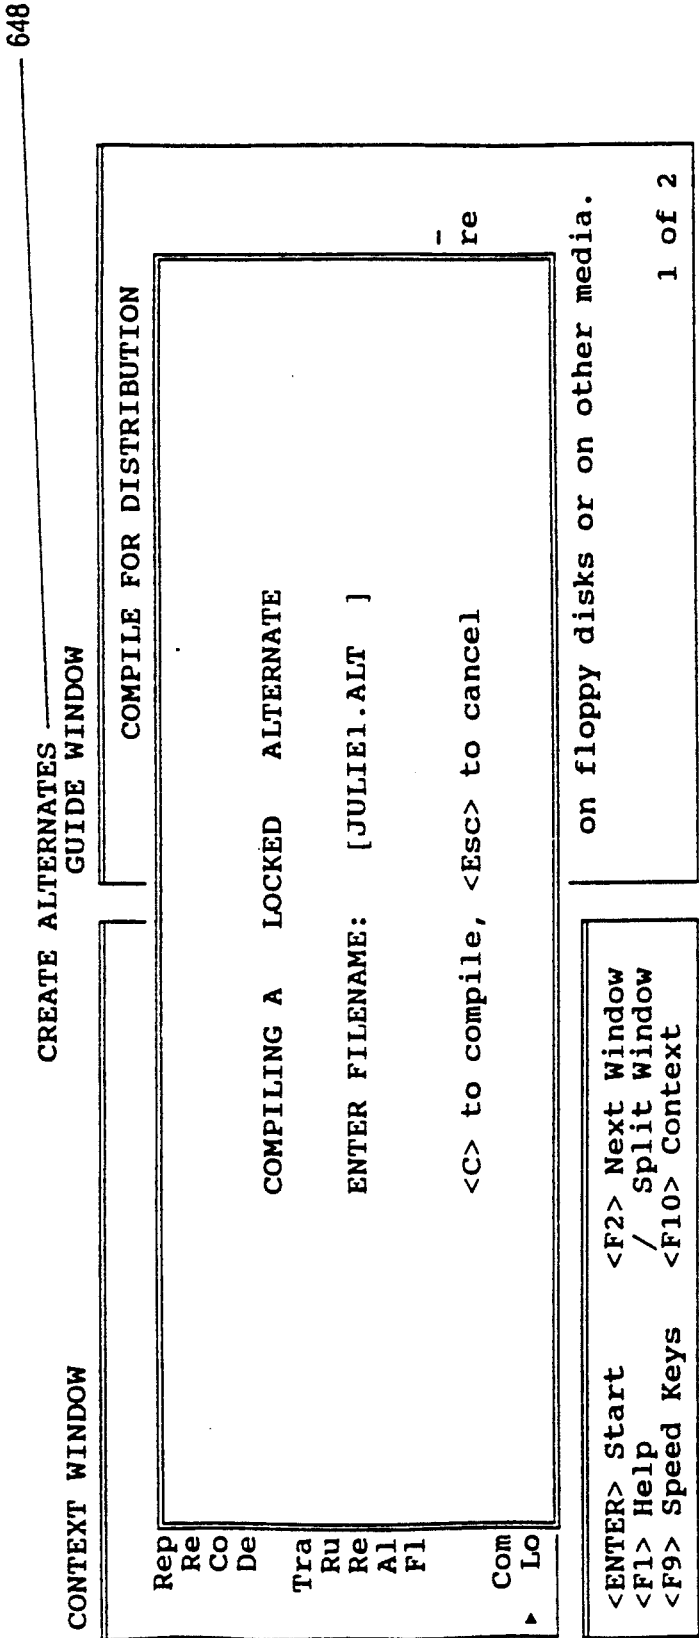 648
CREATE ALTERNATES
CONTEXT WINDOW GUIDE WINDOW
COMPILE FOR DISTRIBUTION
Rep
Re
Co
De
COMPILING A LOCKED ALTERNATE
Tra
Ru
Re
Al
Fl
ENTER FILENAME: [JULIE1.ALT ]
<C> to compile, <Esc> to cancel
re
Com
Lo
on floppy disks or on other media.
1 of 2
<ENTER> Start <F2> Next Window
<F1> Help / Split Window
<F9> Speed Keys <F10> Context